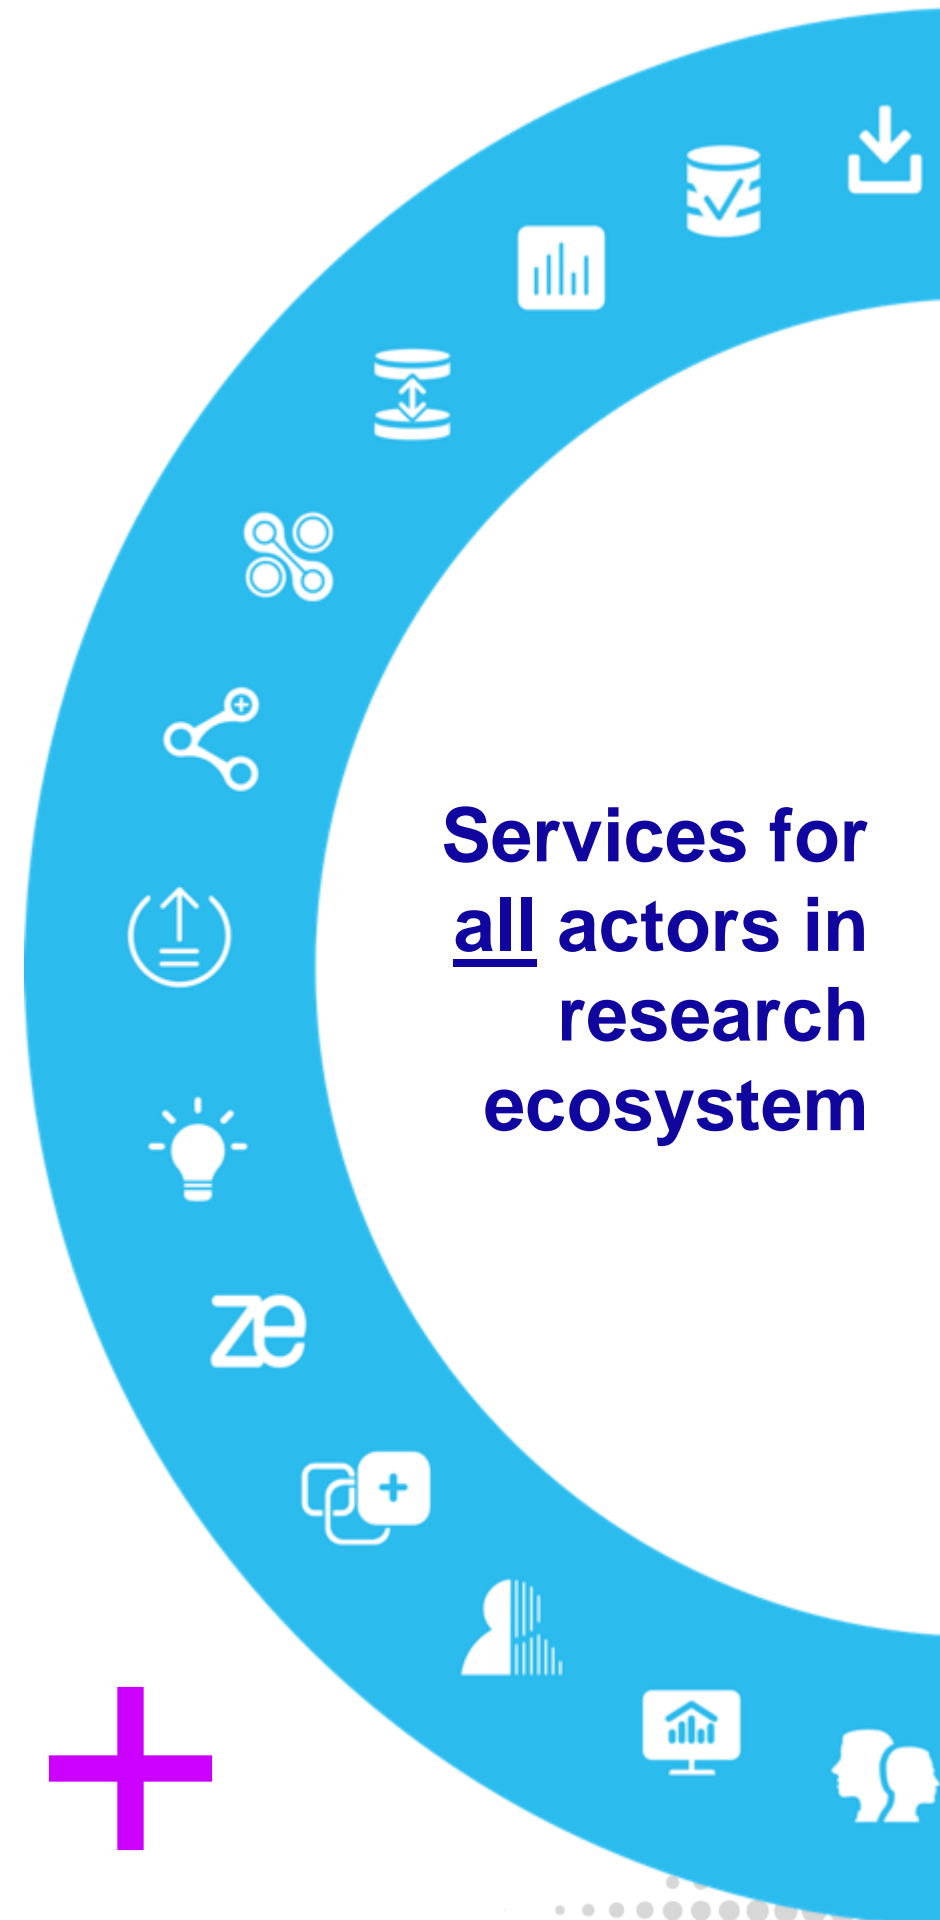 Services for
all actors in
research
ecosystem
ze